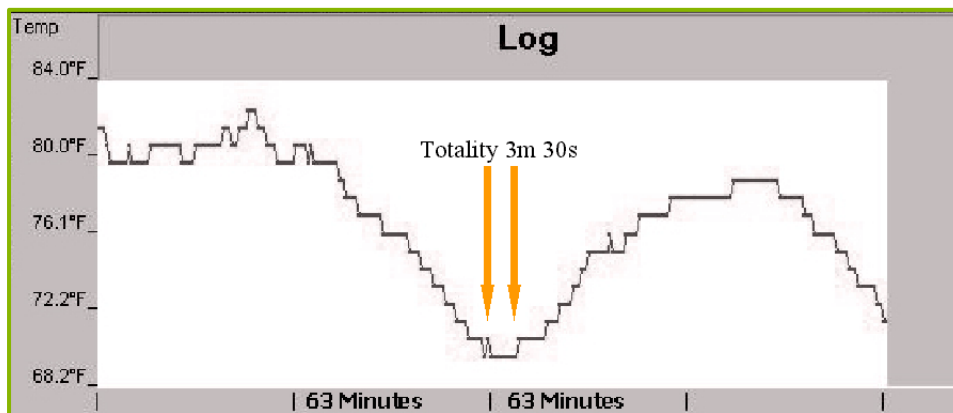 Temp
Log
84.0°F
80.0°F
Totality 3m 30s
76.1°F
72.2°F
68.2°F
| | 63 Minutes | 63 Minutes | |